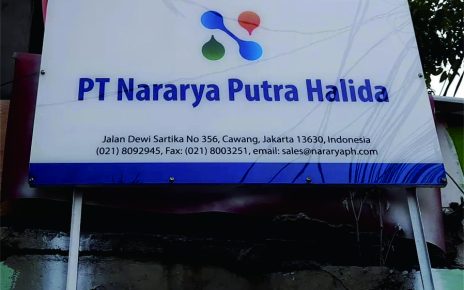 PT Nararya Putra Halida
Jalan Dewi Sartika No 356, Cawang, Jakarta 13630, Indonesia
(021) 8092945, Fax: (021) 8003251, email: sales@nararyaph.com